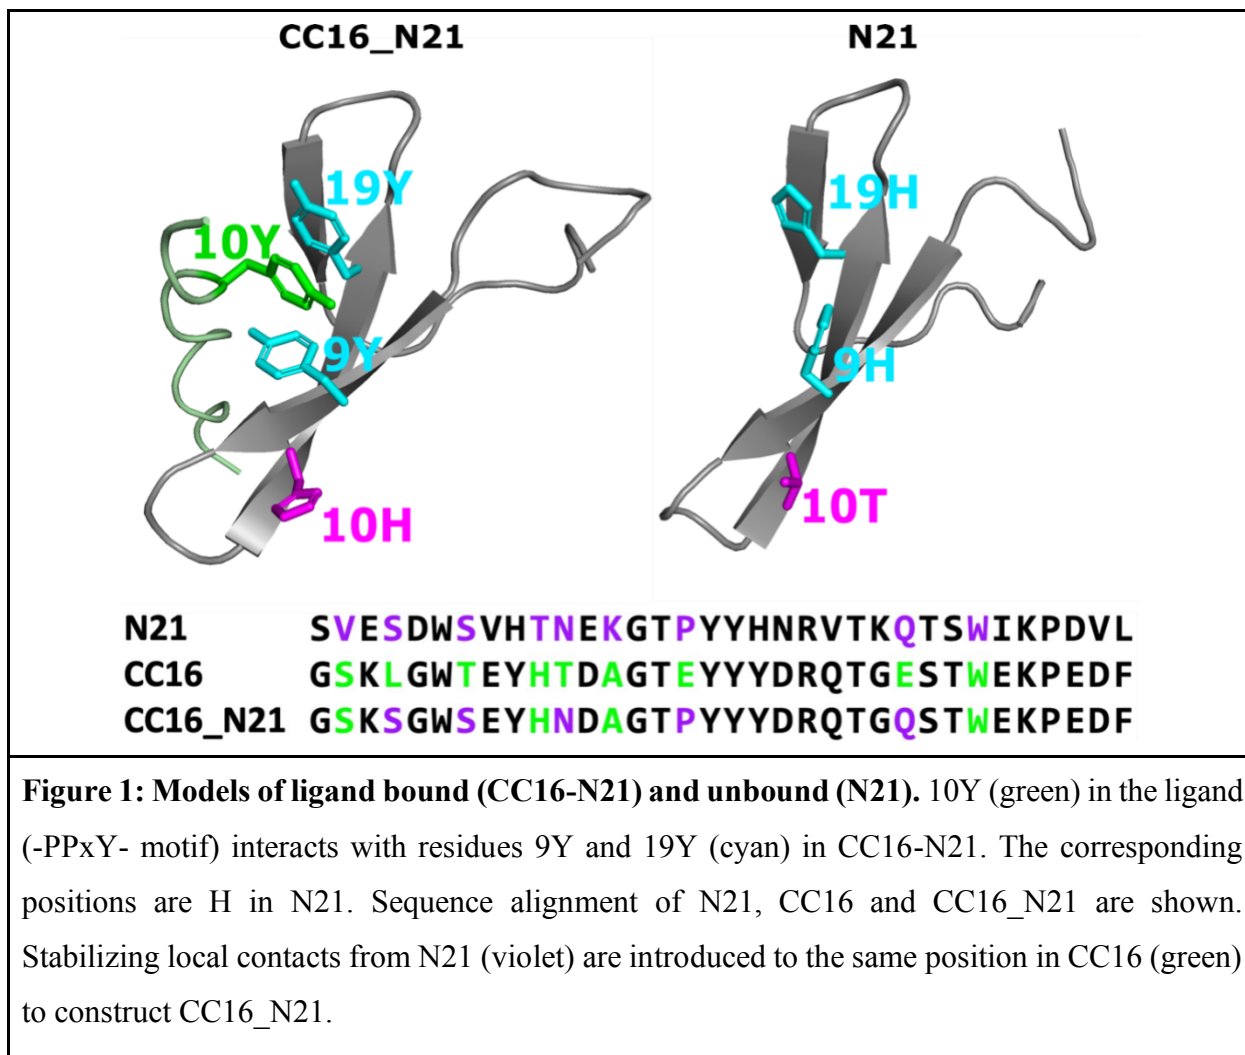 CC16_N21 N21
19Y 19H
10Y
9Y 9H
10H 10T
N21 SVESDWSVHTNEKGTPYYHNRVTKQTSWIKPDVL
CC16 GSKLGWTEYHTDAGTEYYYDRQTGESTWEKPEDF
CC16_N21 GSKSGWSEYHNDAGTPYYYDRQTGQSTWEKPEDF
Figure 1: Models of ligand bound (CC16-N21) and unbound (N21). 10Y (green) in the ligand
(-PPxY- motif) interacts with residues 9Y and 19Y (cyan) in CC16-N21. The corresponding
positions are H in N21. Sequence alignment of N21, CC16 and CC16_N21 are shown.
Stabilizing local contacts from N21 (violet) are introduced to the same position in CC16 (green)
to construct CC16_N21.